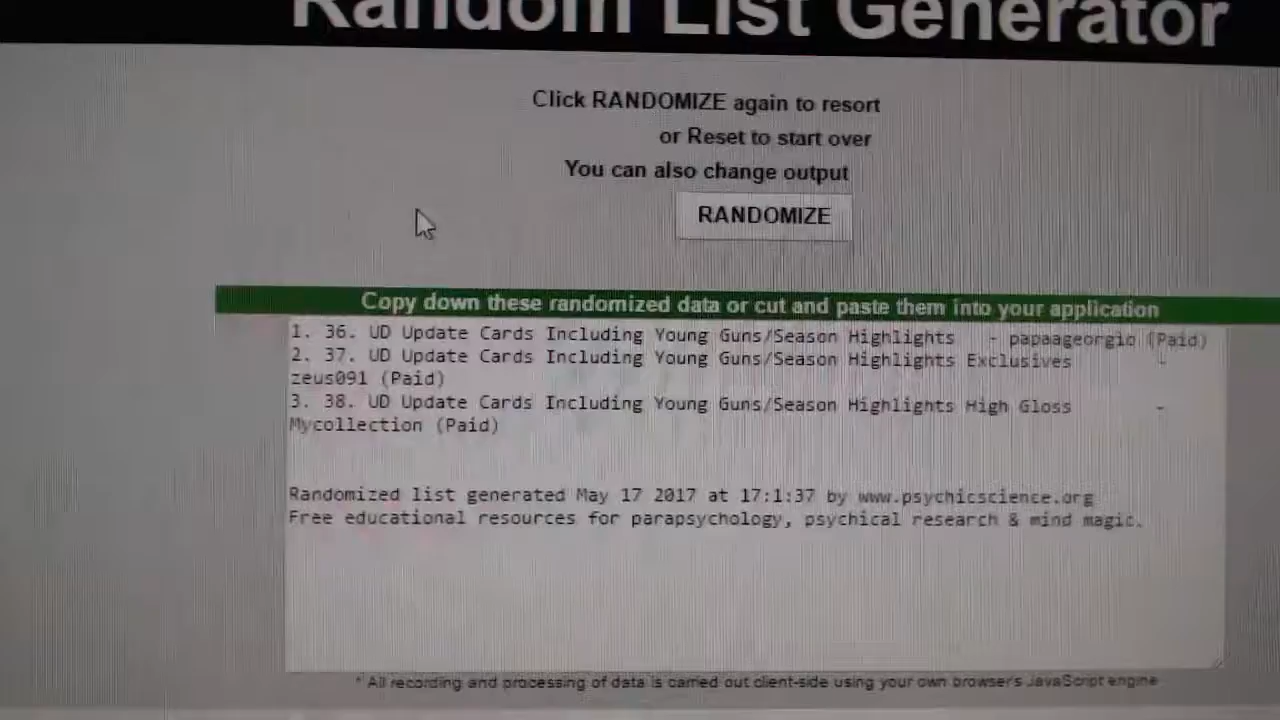 Random List Generator
Click RANDOMIZE again to resort
or Reset to start over
You can also change output
RANDOMIZE
Copy down these randomized data or cut and paste them into your application
1. 36. UD Update Cards Including Young Guns/Season Highlights - papaageorgio (Paid)
2. 37. UD Update Cards Including Young Guns/Season Highlights Exclusives -
zeus091 (Paid)
3. 38. UD Update Cards Including Young Guns/Season Highlights High Gloss -
Mycollection (Paid)
Randomized list generated May 17 2017 at 17:1:37 by www.psychicscience.org
Free educational resources for parapsychology, psychical research & mind magic.
* All recording and processing of data is carried out client-side using your own browser's JavaScript engine